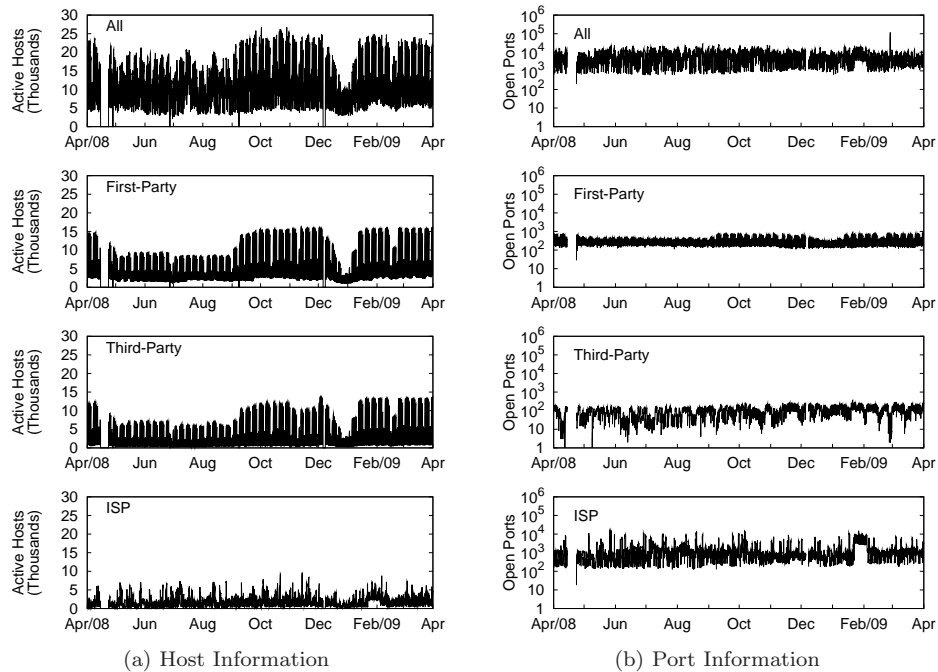 All
Active Hosts
(Thousands)
30
25
20
15
10
5
0
Apr/08 Jun Aug Oct Dec Feb/09 Apr
First-Party
Active Hosts
(Thousands)
30
25
20
15
10
5
0
Apr/08 Jun Aug Oct Dec Feb/09 Apr
Third-Party
Active Hosts
(Thousands)
30
25
20
15
10
5
0
Apr/08 Jun Aug Oct Dec Feb/09 Apr
ISP
Active Hosts
(Thousands)
30
25
20
15
10
5
0
Apr/08 Jun Aug Oct Dec Feb/09 Apr
(a) Host Information
All
Open Ports
10^6
10^5
10^4
10^3
10^2
10
1
Apr/08 Jun Aug Oct Dec Feb/09 Apr
First-Party
Open Ports
10^6
10^5
10^4
10^3
10^2
10
1
Apr/08 Jun Aug Oct Dec Feb/09 Apr
Third-Party
Open Ports
10^6
10^5
10^4
10^3
10^2
10
1
Apr/08 Jun Aug Oct Dec Feb/09 Apr
ISP
Open Ports
10^6
10^5
10^4
10^3
10^2
10
1
Apr/08 Jun Aug Oct Dec Feb/09 Apr
(b) Port Information